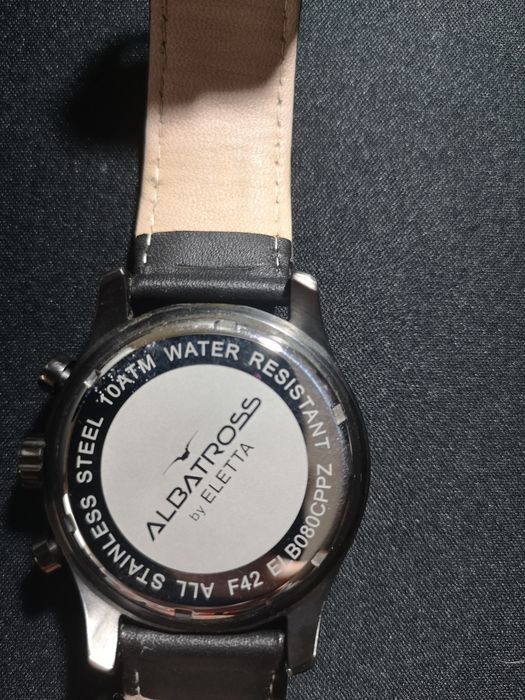 ALBATROSS
by ELETTA
ALL STAINLESS STEEL 10ATM WATER RESISTANT
F42 ELB080CPPZ